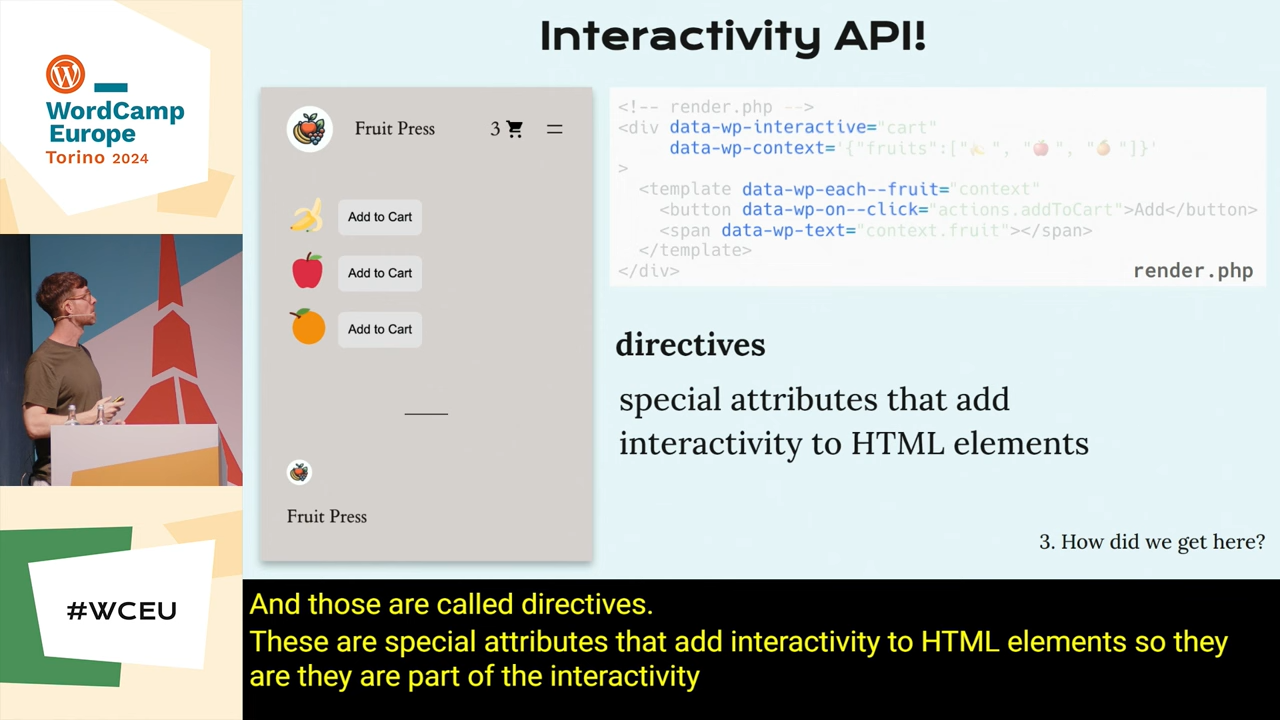 WordCamp
Europe
Torino 2024
#WCEU
Interactivity API!
Fruit Press
3
Add to Cart
Add to Cart
Add to Cart
Fruit Press
<!-- render.php -->
<div data-wp-interactive="cart"
data-wp-context='{"fruits":["🍌", "🍎", "🍊"]}'
>
<template data-wp-each--fruit="context"
<button data-wp-on--click="actions.addToCart">Add</button>
<span data-wp-text="context.fruit"></span>
</template>
</div>
render.php
directives
special attributes that add
interactivity to HTML elements
3. How did we get here?
And those are called directives.
These are special attributes that add interactivity to HTML elements so they
are they are part of the interactivity